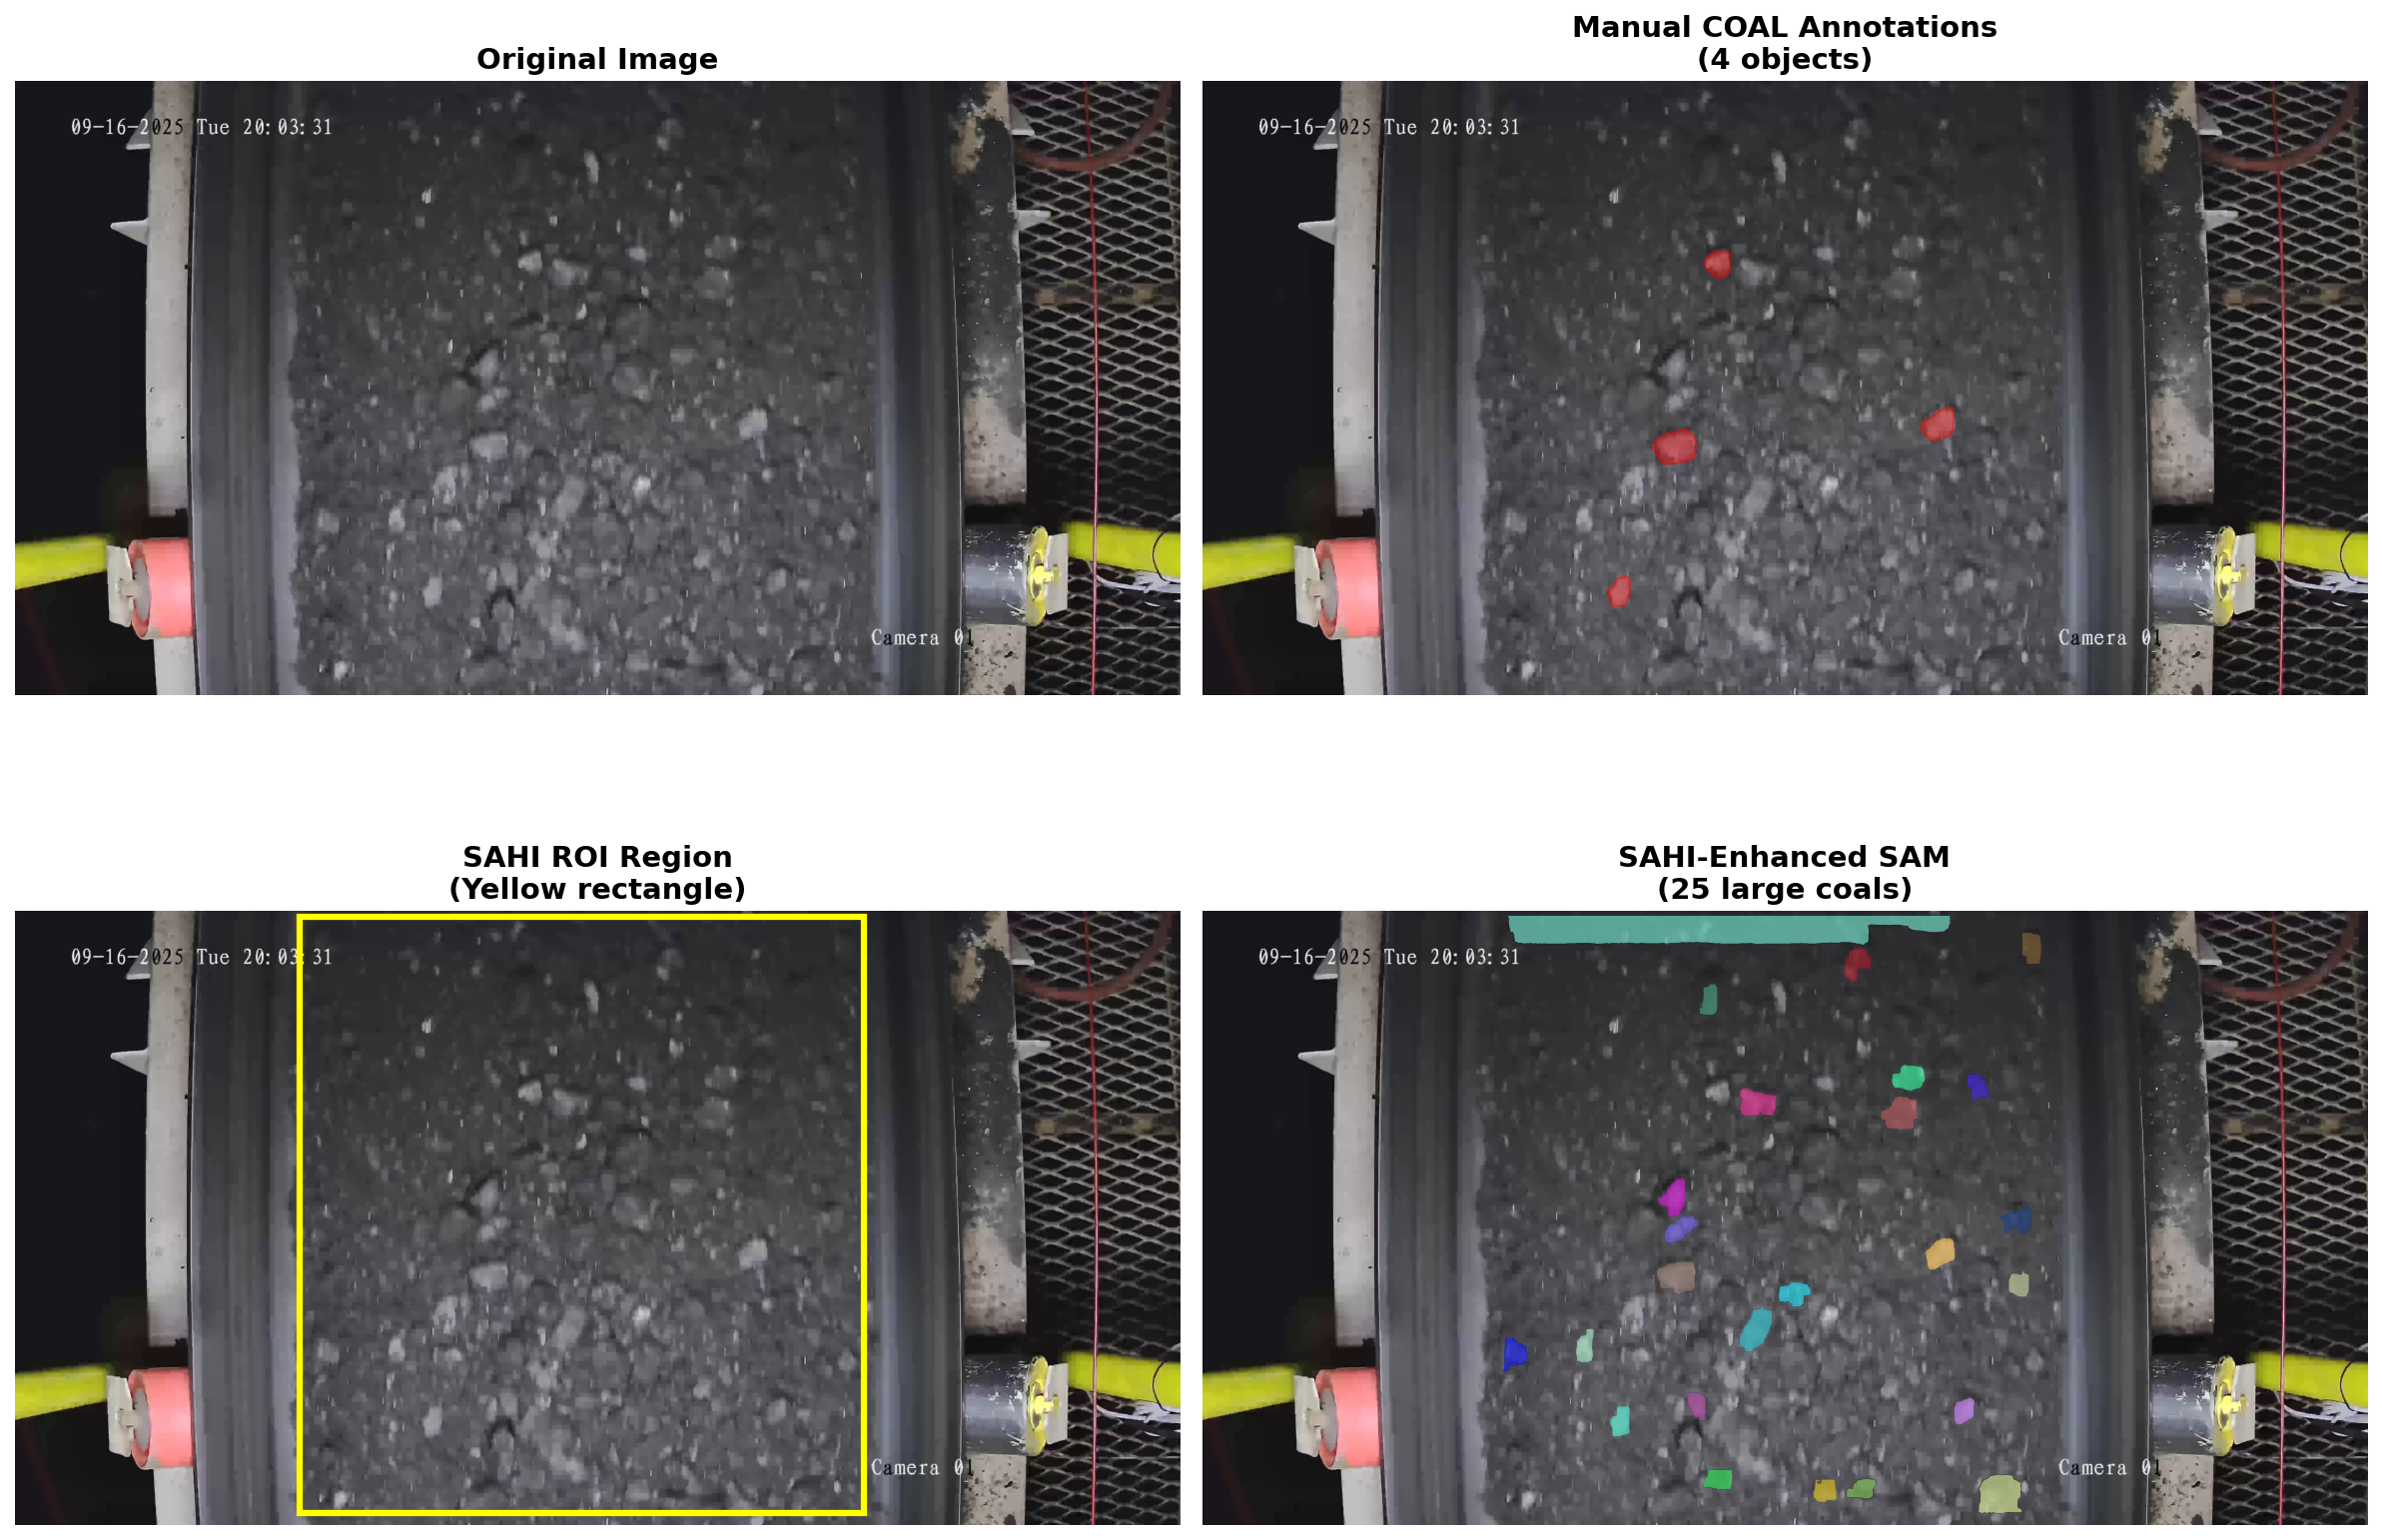 Original Image
Manual COAL Annotations
(4 objects)
09-16-2025 Tue 20:03:31
Camera 01
09-16-2025 Tue 20:03:31
Camera 01
SAHI ROI Region
(Yellow rectangle)
SAHI-Enhanced SAM
(25 large coals)
09-16-2025 Tue 20:03:31
Camera 01
09-16-2025 Tue 20:03:31
Camera 01